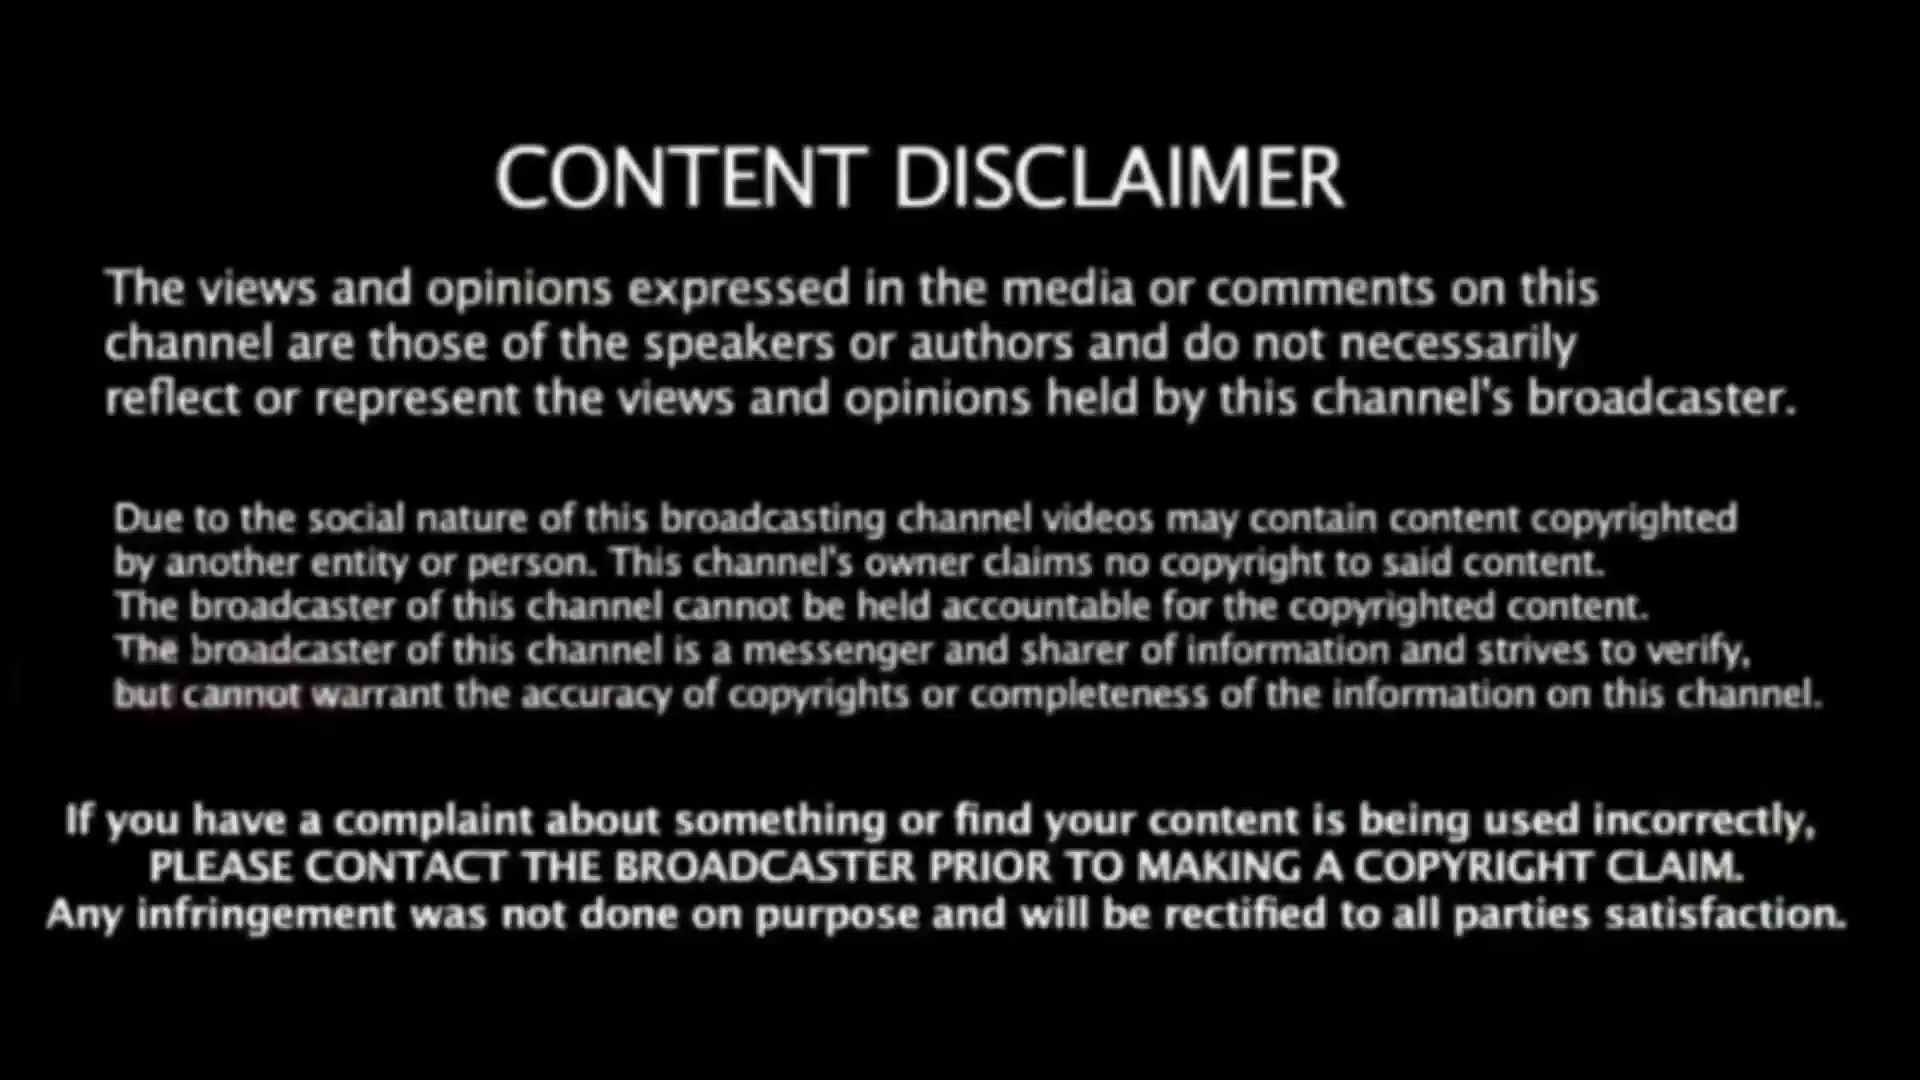 CONTENT DISCLAIMER
The views and opinions expressed in the media or comments on this
channel are those of the speakers or authors and do not necessarily
reflect or represent the views and opinions held by this channel's broadcaster.
Due to the social nature of this broadcasting channel videos may contain content copyrighted
by another entity or person. This channel's owner claims no copyright to said content.
The broadcaster of this channel cannot be held accountable for the copyrighted content.
The broadcaster of this channel is a messenger and sharer of information and strives to verify,
but cannot warrant the accuracy of copyrights or completeness of the information on this channel.
If you have a complaint about something or find your content is being used incorrectly,
PLEASE CONTACT THE BROADCASTER PRIOR TO MAKING A COPYRIGHT CLAIM.
Any infringement was not done on purpose and will be rectified to all parties satisfaction.